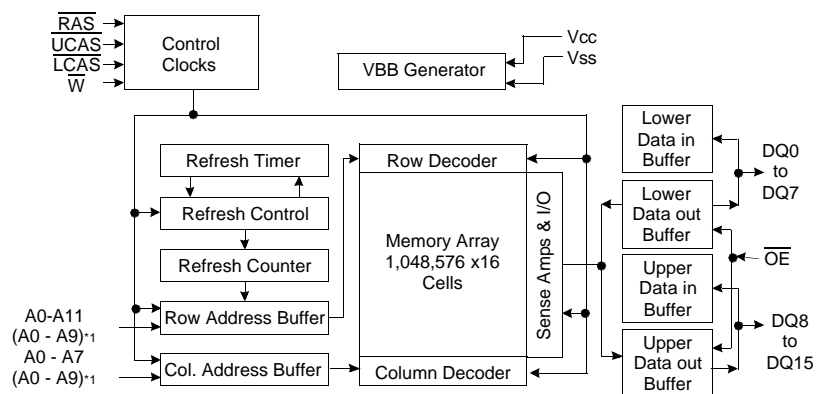 RAS
UCAS
LCAS
W
Control
Clocks
VBB Generator
Vcc
Vss
Refresh Timer
Refresh Control
Refresh Counter
Row Address Buffer
Col. Address Buffer
A0-A11
(A0 - A9)*1
A0 - A7
(A0 - A9)*1
Row Decoder
Memory Array
1,048,576 x16
Cells
Column Decoder
Sense Amps & I/O
Lower
Data in
Buffer
Lower
Data out
Buffer
Upper
Data in
Buffer
Upper
Data out
Buffer
DQ0
to
DQ7
OE
DQ8
to
DQ15